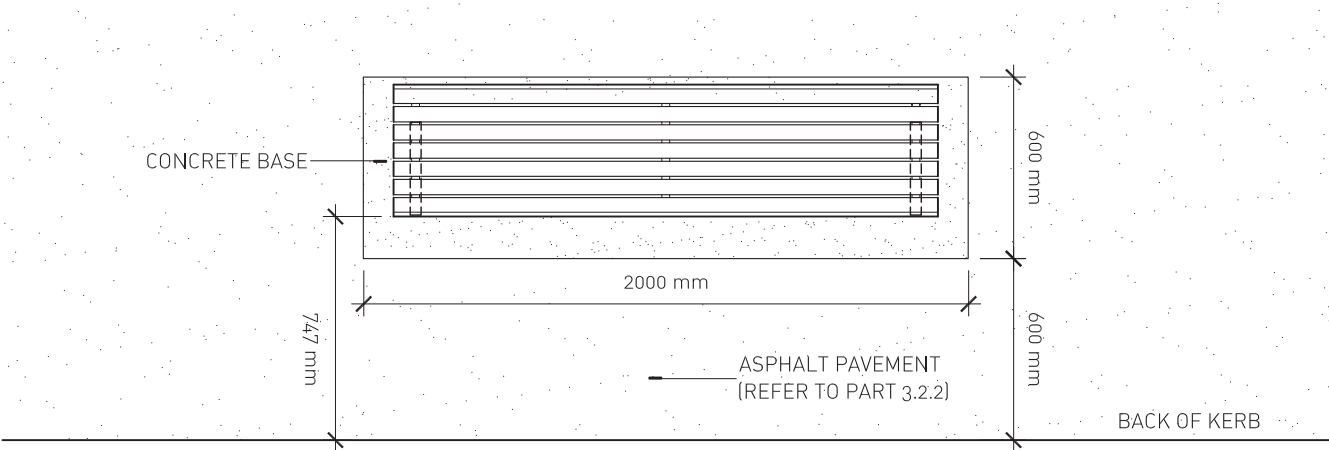 CONCRETE BASE
600 mm
2000 mm
747 mm
600 mm
ASPHALT PAVEMENT
(REFER TO PART 3.2.2)
BACK OF KERB